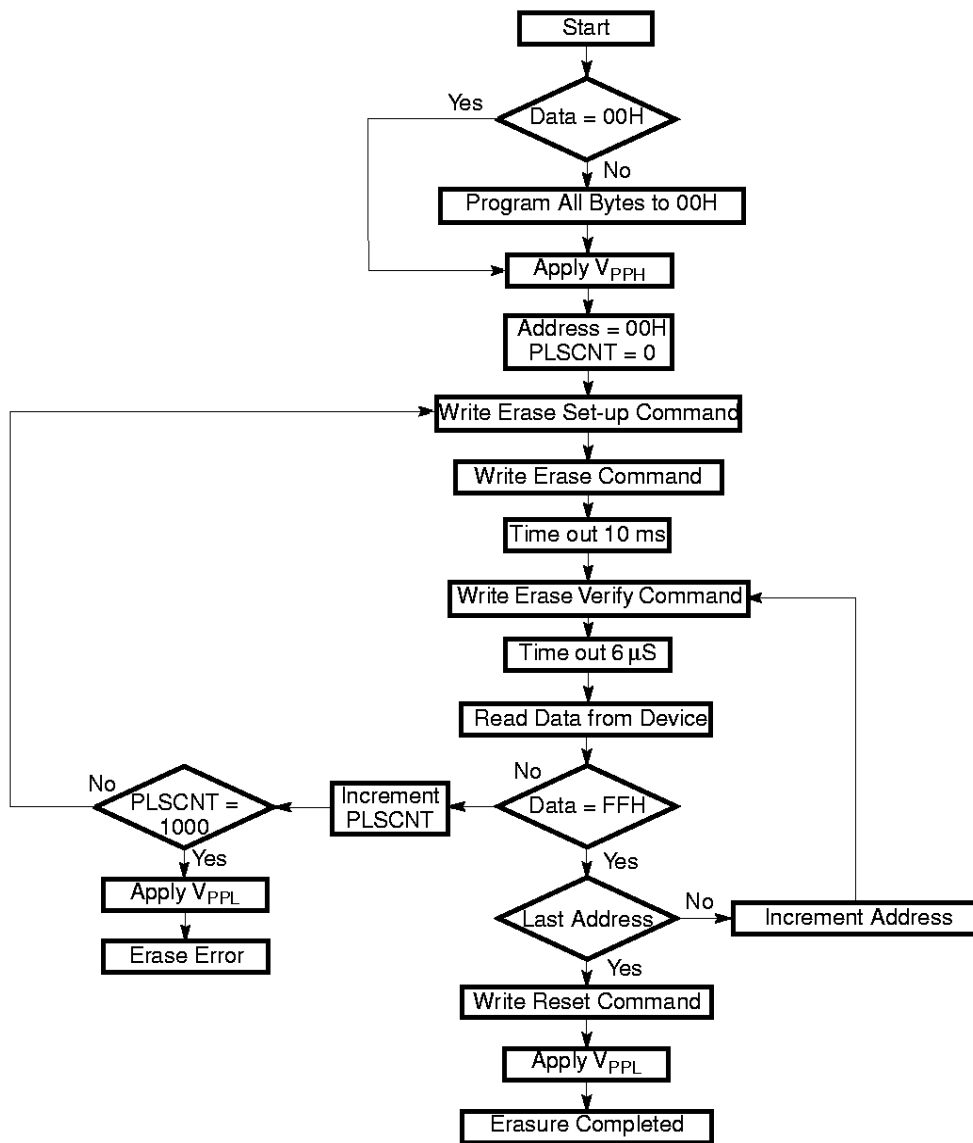 Start
Yes
Data = 00H
No
Program All Bytes to 00H
Apply VPPH
Address = 00H
PLSCNT = 0
Write Erase Set-up Command
Write Erase Command
Time out 10 ms
Write Erase Verify Command
Time out 6 μS
Read Data from Device
No
Data = FFH
Increment
PLSCNT
No
PLSCNT =
1000
Yes
Apply VPPL
Erase Error
Yes
Last Address
No
Increment Address
Yes
Write Reset Command
Apply VPPL
Erasure Completed